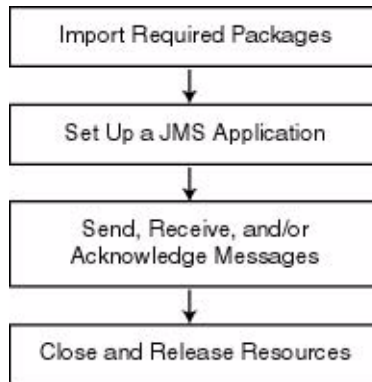 Import Required Packages
Set Up a JMS Application
Send, Receive, and/or
Acknowledge Messages
Close and Release Resources